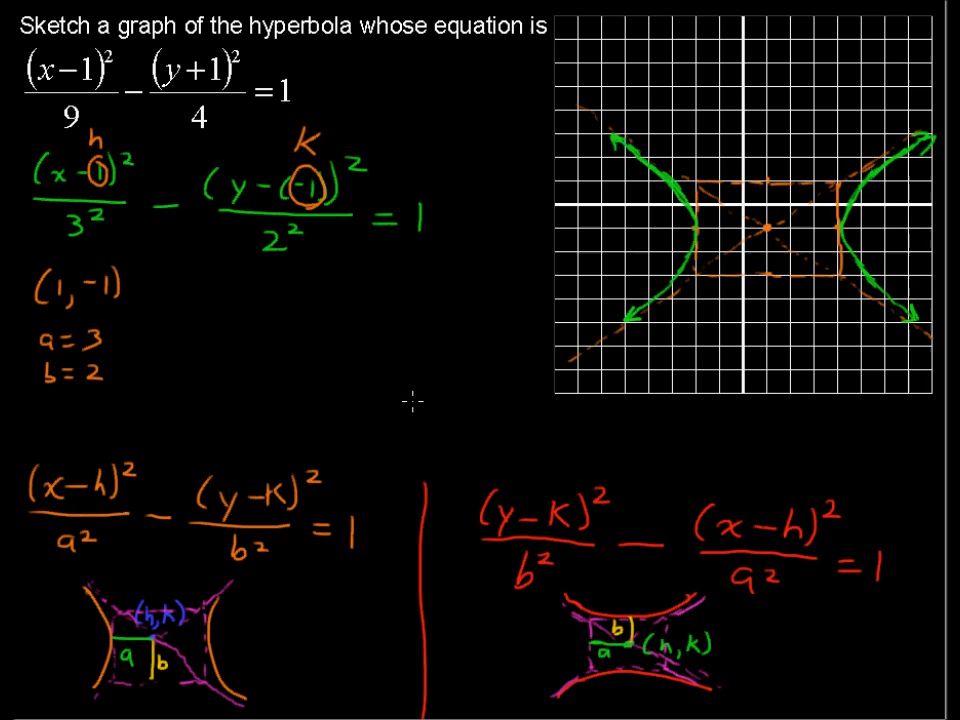 Sketch a graph of the hyperbola whose equation is
(x−1)²/9 − (y+1)²/4 = 1
h K
(x − 1)²/3² − (y − (−1))²/2² = 1
(1, −1)
a = 3
b = 2
(x−h)²/a² − (y−K)²/b² = 1
(y−K)²/b² − (x−h)²/a² = 1
(h,K)
a b
b
a (h,K)